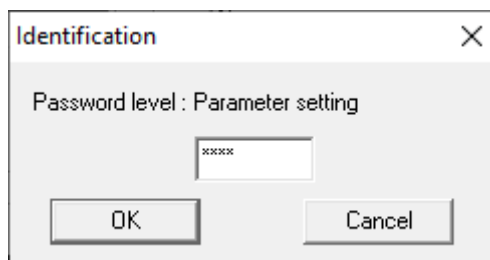 Identification
Password level : Parameter setting
****
OK
Cancel